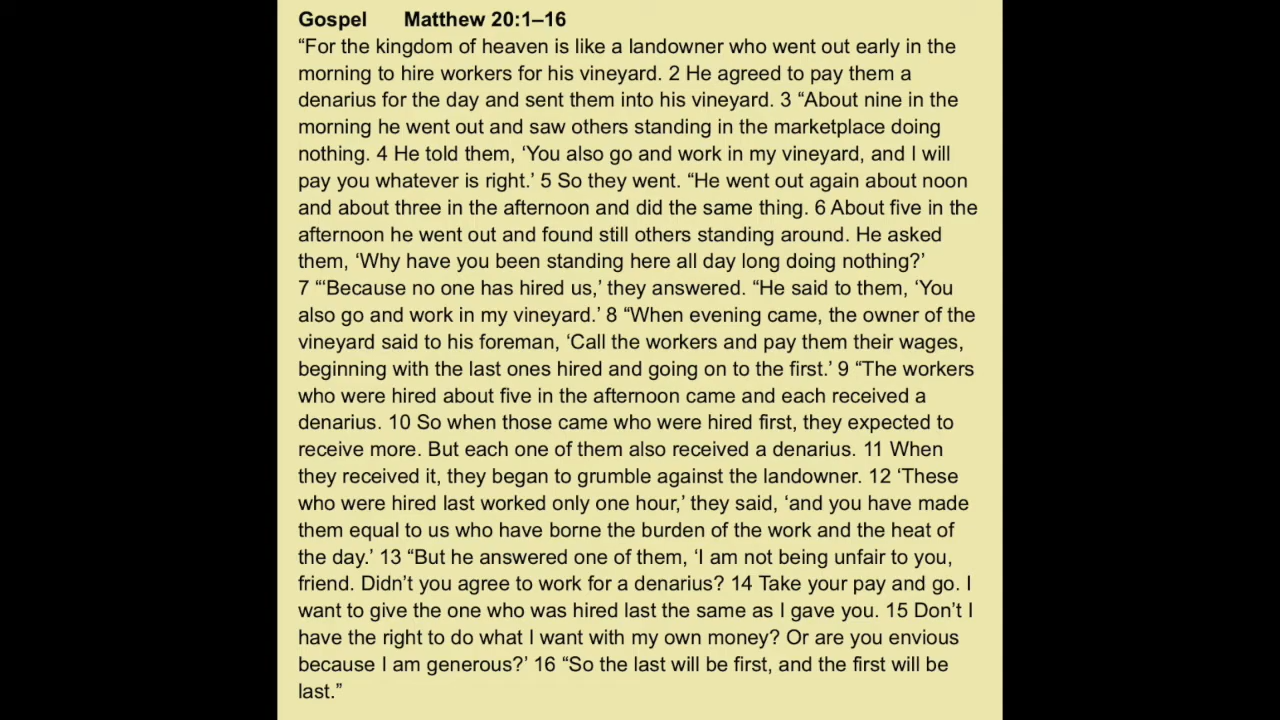 Gospel Matthew 20:1–16
“For the kingdom of heaven is like a landowner who went out early in the
morning to hire workers for his vineyard. 2 He agreed to pay them a
denarius for the day and sent them into his vineyard. 3 “About nine in the
morning he went out and saw others standing in the marketplace doing
nothing. 4 He told them, ‘You also go and work in my vineyard, and I will
pay you whatever is right.’ 5 So they went. “He went out again about noon
and about three in the afternoon and did the same thing. 6 About five in the
afternoon he went out and found still others standing around. He asked
them, ‘Why have you been standing here all day long doing nothing?’
7 “‘Because no one has hired us,’ they answered. “He said to them, ‘You
also go and work in my vineyard.’ 8 “When evening came, the owner of the
vineyard said to his foreman, ‘Call the workers and pay them their wages,
beginning with the last ones hired and going on to the first.’ 9 “The workers
who were hired about five in the afternoon came and each received a
denarius. 10 So when those came who were hired first, they expected to
receive more. But each one of them also received a denarius. 11 When
they received it, they began to grumble against the landowner. 12 ‘These
who were hired last worked only one hour,’ they said, ‘and you have made
them equal to us who have borne the burden of the work and the heat of
the day.’ 13 “But he answered one of them, ‘I am not being unfair to you,
friend. Didn’t you agree to work for a denarius? 14 Take your pay and go. I
want to give the one who was hired last the same as I gave you. 15 Don’t I
have the right to do what I want with my own money? Or are you envious
because I am generous?’ 16 “So the last will be first, and the first will be
last.”